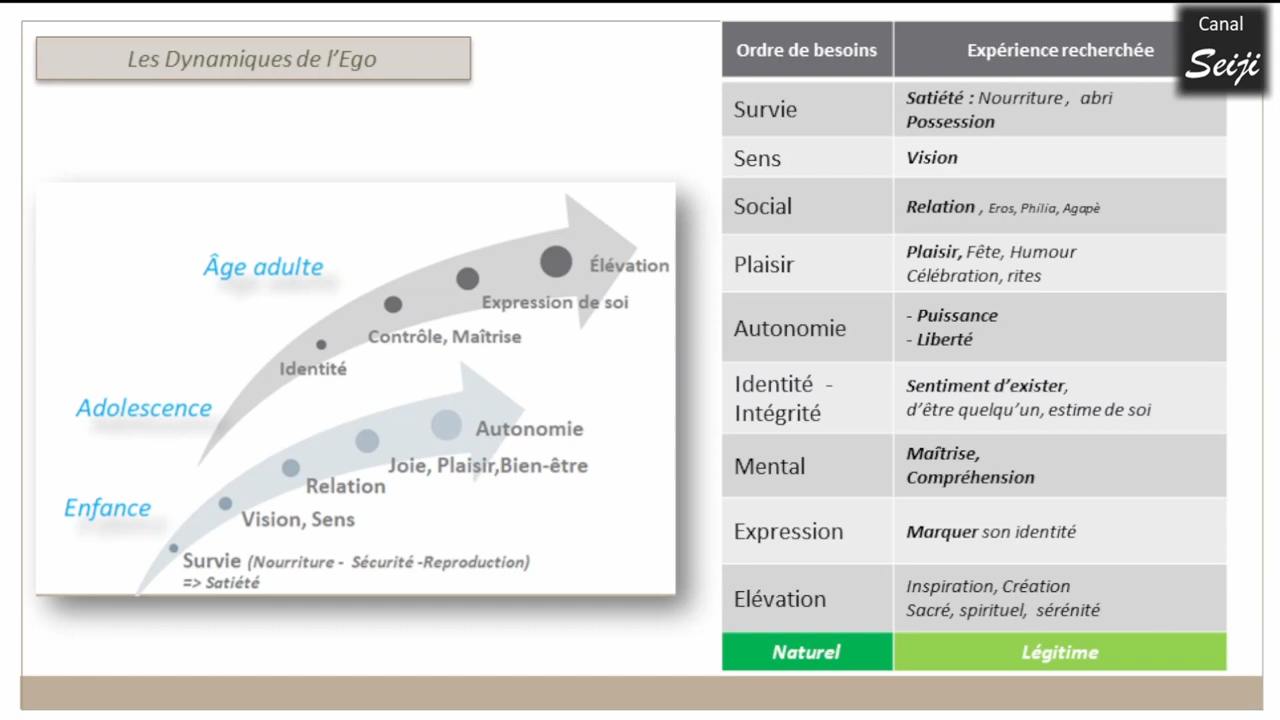 Les Dynamiques de l’Ego
Âge adulte
Élévation
Expression de soi
Contrôle, Maîtrise
Identité
Adolescence
Autonomie
Joie, Plaisir,Bien-être
Relation
Enfance
Vision, Sens
Survie (Nourriture - Sécurité -Reproduction)
=> Satiété
Canal
Seiji
Ordre de besoins Expérience recherchée
Survie
Satiété : Nourriture , abri
Possession
Sens Vision
Social Relation , Eros, Philia, Agapè
Plaisir
Plaisir, Fête, Humour
Célébration, rites
Autonomie
- Puissance
- Liberté
Identité -
Intégrité
Sentiment d’exister,
d’être quelqu’un, estime de soi
Mental
Maîtrise,
Compréhension
Expression Marquer son identité
Elévation
Inspiration, Création
Sacré, spirituel, sérénité
Naturel Légitime